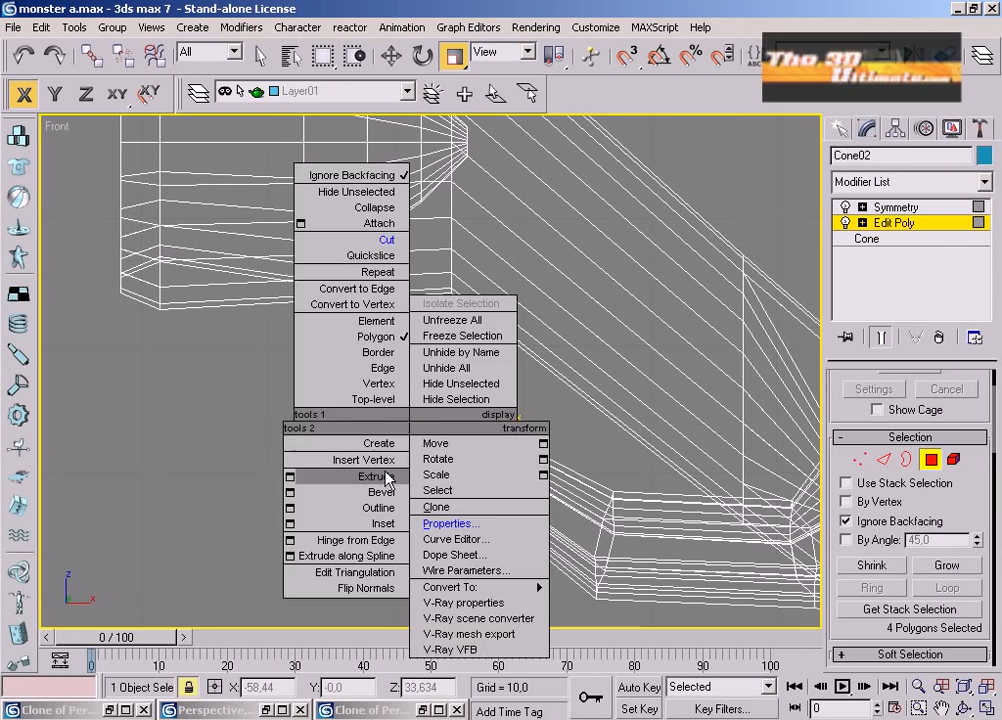 monster a.max - 3ds max 7 - Stand-alone License
File Edit Tools Group Views Create Modifiers Character reactor Animation Graph Editors Rendering Customize MAXScript Help
All
View
3
%
The 3D
Ultimate.com
X Y Z XY XY
Layer01
Front
Ignore Backfacing
Hide Unselected
Collapse
Attach
Cut
Quickslice
Repeat
Convert to Edge
Convert to Vertex
Element
Polygon
Border
Edge
Vertex
Top-level
tools 1
Isolate Selection
Unfreeze All
Freeze Selection
Unhide by Name
Unhide All
Hide Unselected
Hide Selection
display
tools 2
Create
Insert Vertex
Extrude
Bevel
Outline
Inset
Hinge from Edge
Extrude along Spline
Edit Triangulation
Flip Normals
transform
Move
Rotate
Scale
Select
Clone
Properties...
Curve Editor...
Dope Sheet...
Wire Parameters...
Convert To:
V-Ray properties
V-Ray scene converter
V-Ray mesh export
V-Ray VFB
z
x
Cone02
Modifier List
Symmetry
Edit Poly
Cone
Settings Cancel
Show Cage
- Selection
Use Stack Selection
By Vertex
Ignore Backfacing
By Angle: 45,0
Shrink Grow
Ring Loop
Get Stack Selection
4 Polygons Selected
+ Soft Selection
0 / 100
0 10 20 30 40 50 60 70 80 90 100
1 Object Sele X: -58,44 Y: -0,0 Z: 33,634 Grid = 10,0
Auto Key Selected
Set Key Key Filters...
0
Clone of P... Perspective, Clone of P...
Add Time Tag